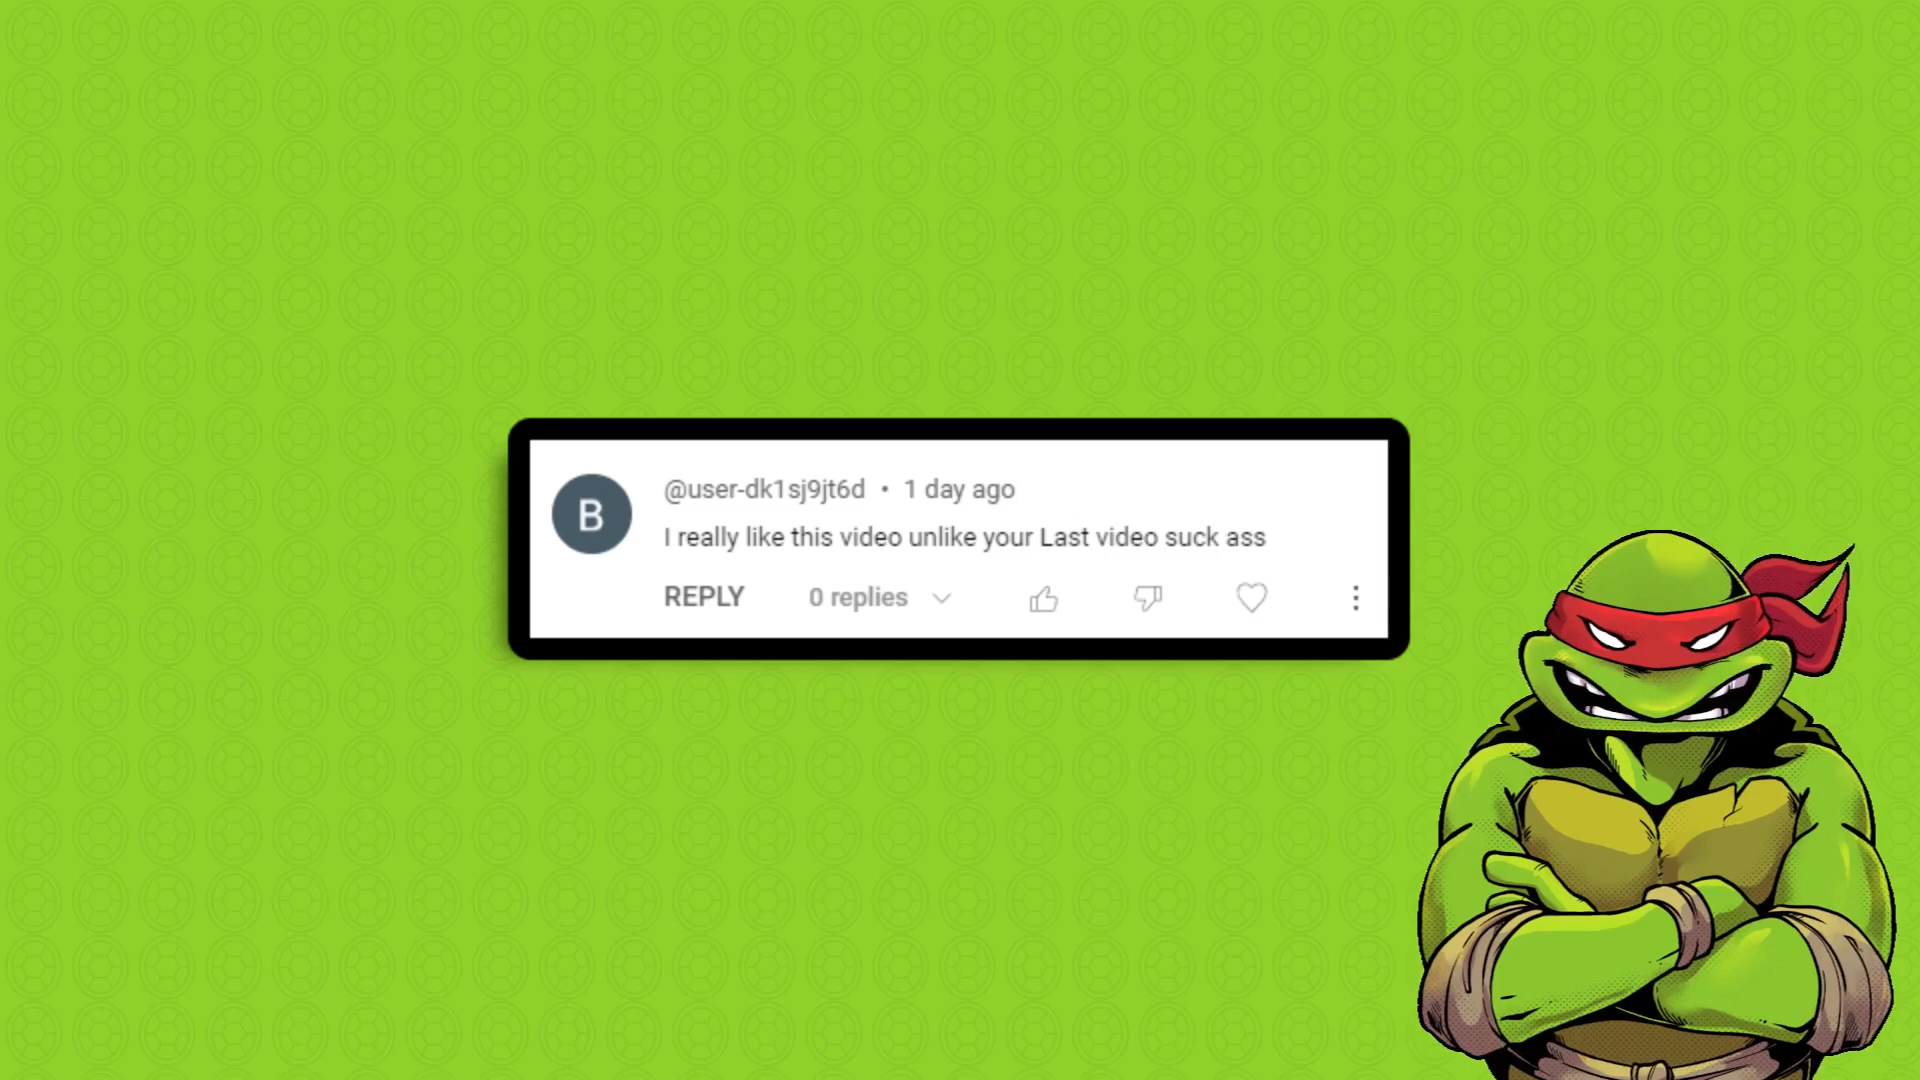 B
@user-dk1sj9jt6d • 1 day ago
I really like this video unlike your Last video suck ass
REPLY 0 replies